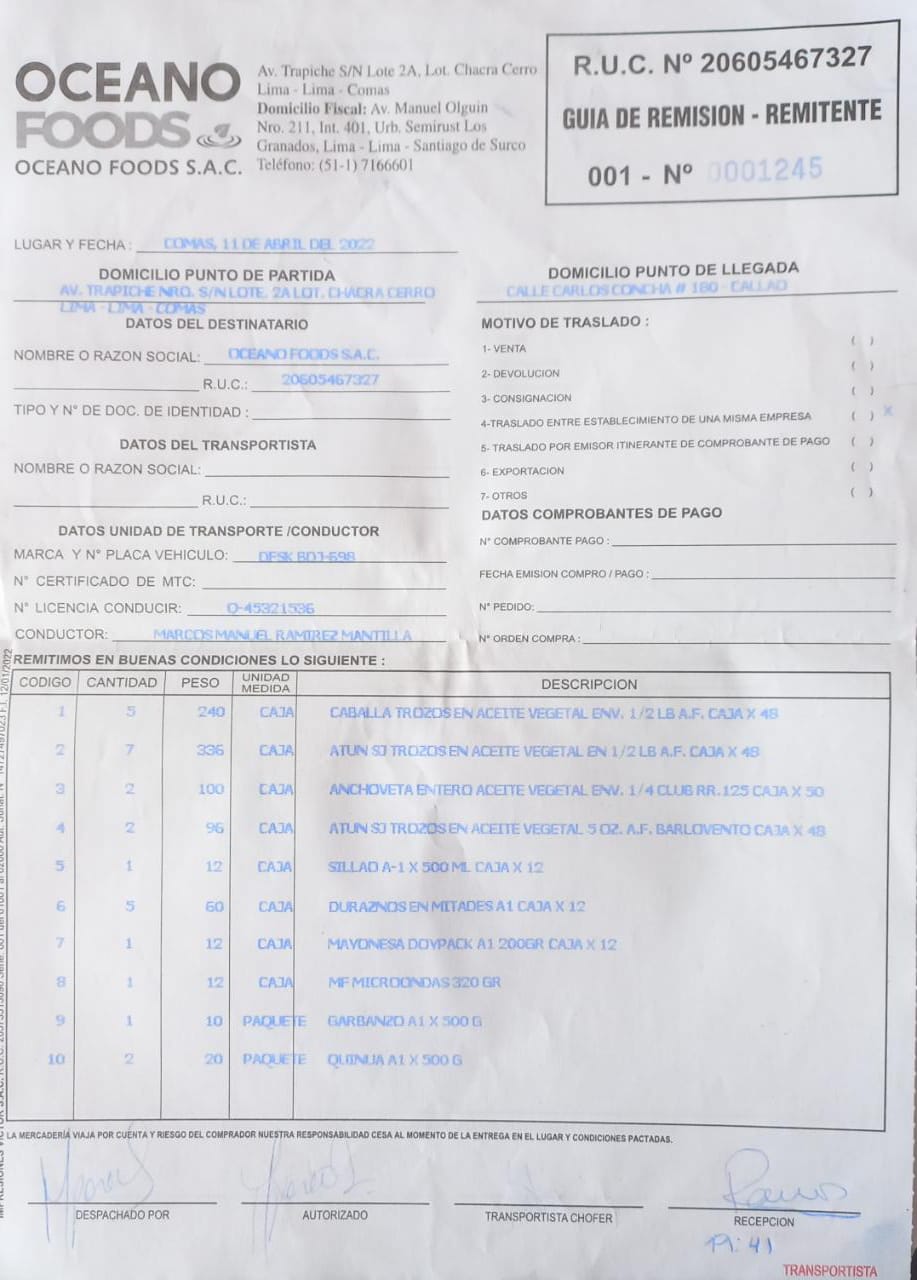 OCEANO
FOODS
OCEANO FOODS S.A.C.
Av. Trapiche S/N Lote 2A, Lot. Chacra Cerro
Lima - Lima - Comas
Domicilio Fiscal: Av. Manuel Olguin
Nro. 211, Int. 401, Urb. Semirust Los
Granados, Lima - Lima - Santiago de Surco
Teléfono: (51-1) 7166601
R.U.C. Nº 20605467327
GUIA DE REMISION - REMITENTE
001 - Nº 0001245
LUGAR Y FECHA : COMAS, 11 DE ABRIL DEL 2022
DOMICILIO PUNTO DE PARTIDA
AV. TRAPICHE NRO. S/N LOTE. 2A LOT. CHACRA CERRO
LIMA - LIMA - COMAS
DOMICILIO PUNTO DE LLEGADA
CALLE CARLOS CONCHA # 180 - CALLAO
DATOS DEL DESTINATARIO
NOMBRE O RAZON SOCIAL: OCEANO FOODS S.A.C.
R.U.C.: 20605467327
TIPO Y N° DE DOC. DE IDENTIDAD :
DATOS DEL TRANSPORTISTA
NOMBRE O RAZON SOCIAL:
R.U.C.:
DATOS UNIDAD DE TRANSPORTE /CONDUCTOR
MARCA Y N° PLACA VEHICULO: DFSK BDJ-698
N° CERTIFICADO DE MTC:
N° LICENCIA CONDUCIR: Q-45321536
CONDUCTOR: MARCOS MANUEL RAMIREZ MANTILLA
MOTIVO DE TRASLADO :
1- VENTA ( )
2- DEVOLUCION ( )
3- CONSIGNACION ( )
4-TRASLADO ENTRE ESTABLECIMIENTO DE UNA MISMA EMPRESA ( ) X
5- TRASLADO POR EMISOR ITINERANTE DE COMPROBANTE DE PAGO ( )
6- EXPORTACION ( )
7- OTROS ( )
DATOS COMPROBANTES DE PAGO
N° COMPROBANTE PAGO :
FECHA EMISION COMPRO / PAGO :
N° PEDIDO:
N° ORDEN COMPRA :
REMITIMOS EN BUENAS CONDICIONES LO SIGUIENTE :
CODIGO CANTIDAD PESO UNIDAD MEDIDA DESCRIPCION
1 5 240 CAJA CABALLA TROZOS EN ACEITE VEGETAL ENV. 1/2 LB A.F. CAJA X 48
2 7 336 CAJA ATUN SJ TROZOS EN ACEITE VEGETAL EN 1/2 LB A.F. CAJA X 48
3 2 100 CAJA ANCHOVETA ENTERO ACEITE VEGETAL ENV. 1/4 CLUB RR.125 CAJA X 50
4 2 96 CAJA ATUN SJ TROZOS EN ACEITE VEGETAL 5 OZ. A.F. BARLOVENTO CAJA X 48
5 1 12 CAJA SILLAO A-1 X 500 ML CAJA X 12
6 5 60 CAJA DURAZNOS EN MITADES A1 CAJA X 12
7 1 12 CAJA MAYONESA DOYPACK A1 200GR CAJA X 12
8 1 12 CAJA MF MICROONDAS 320 GR
9 1 10 PAQUETE GARBANZO A1 X 500 G
10 2 20 PAQUETE QUINUA A1 X 500 G
LA MERCADERÍA VIAJA POR CUENTA Y RIESGO DEL COMPRADOR NUESTRA RESPONSABILIDAD CESA AL MOMENTO DE LA ENTREGA EN EL LUGAR Y CONDICIONES PACTADAS.
DESPACHADO POR
AUTORIZADO
TRANSPORTISTA CHOFER
RECEPCION
19:41
TRANSPORTISTA